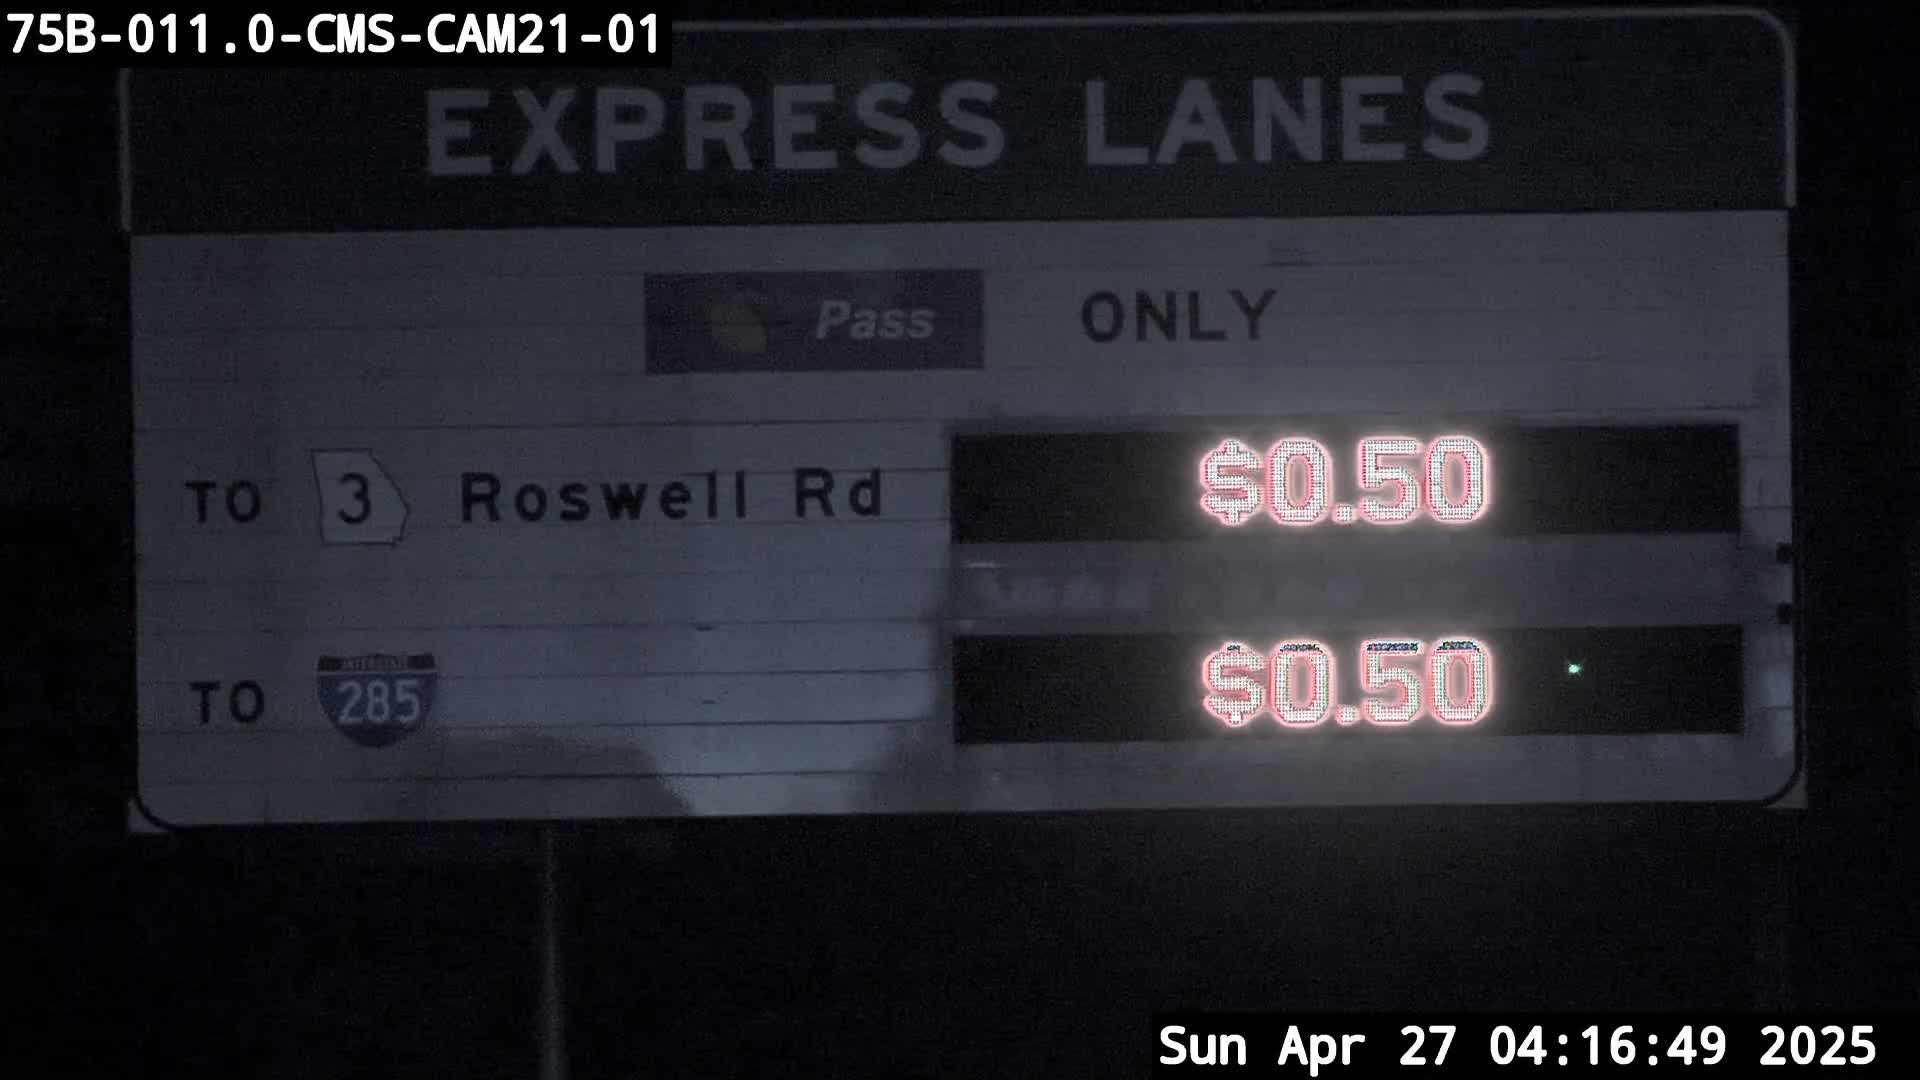 75B-011.0-CMS-CAM21-01
EXPRESS LANES
Pass ONLY
TO 3 Roswell Rd $0.50
TO INTERSTATE 285 $0.50
Sun Apr 27 04:16:49 2025